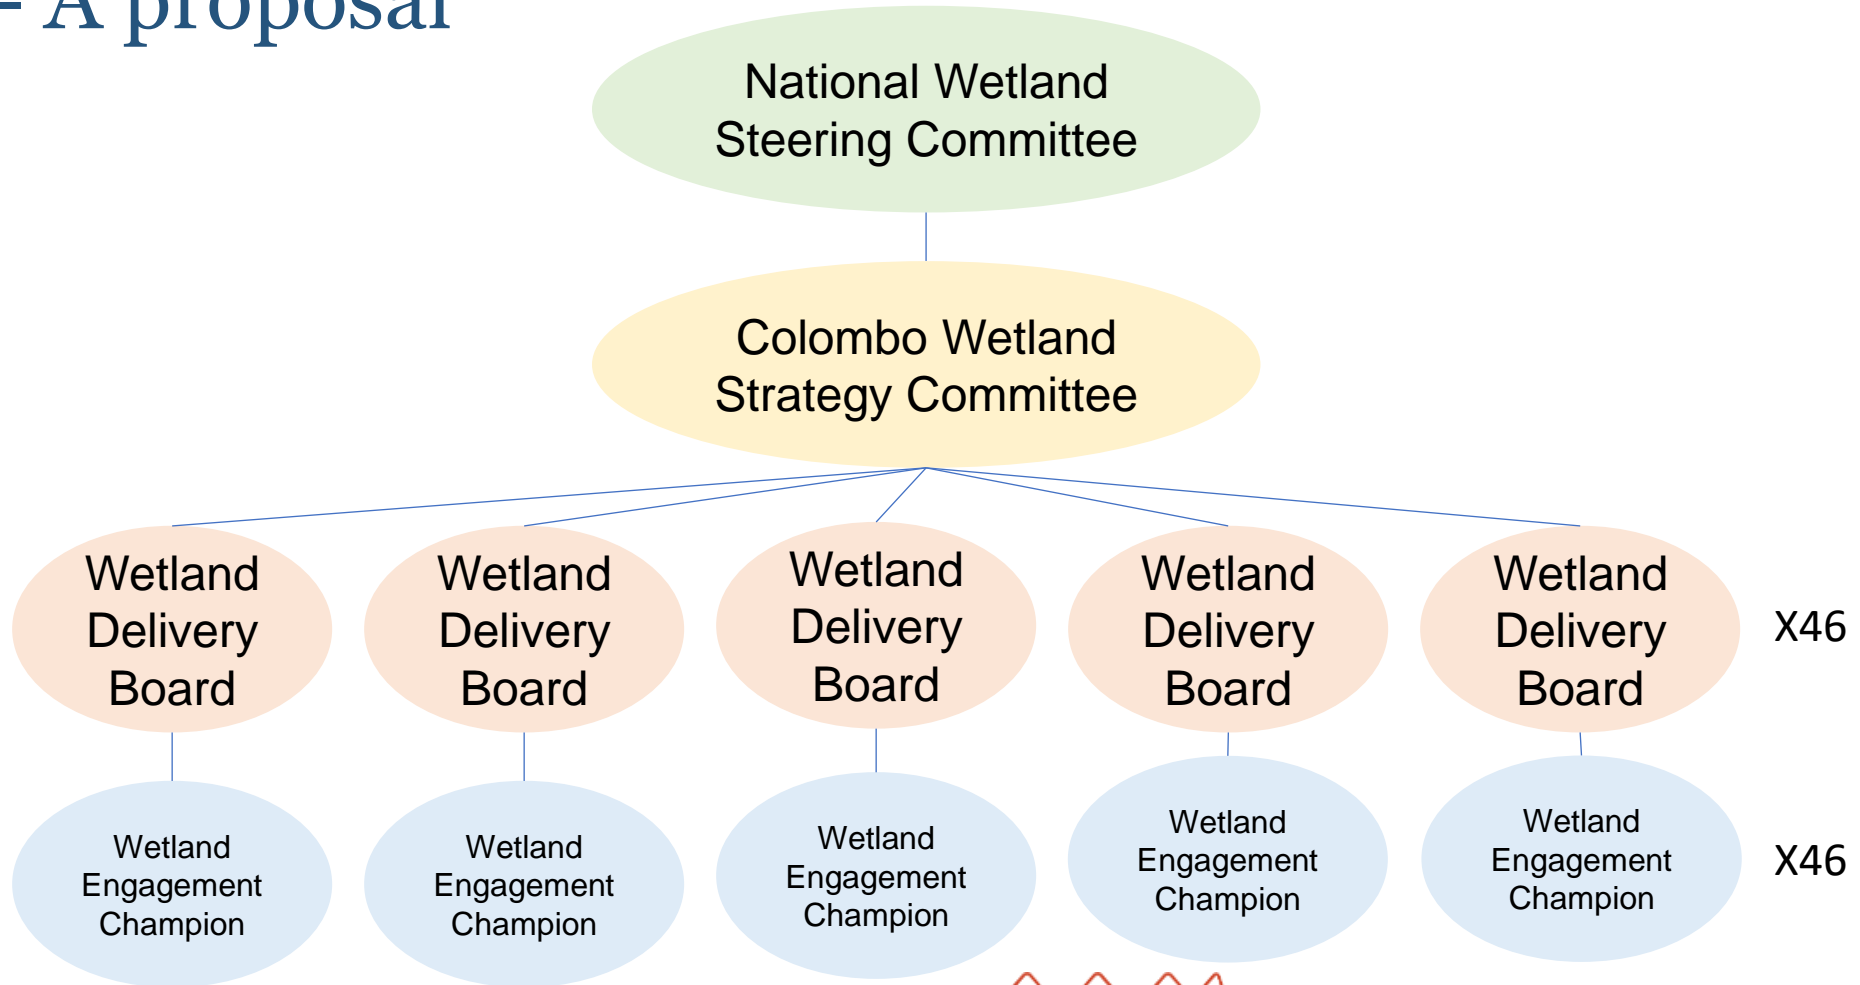 - A proposal
National Wetland
Steering Committee
Colombo Wetland
Strategy Committee
Wetland
Delivery
Board
Wetland
Delivery
Board
Wetland
Delivery
Board
Wetland
Delivery
Board
Wetland
Delivery
Board
X46
Wetland
Engagement
Champion
Wetland
Engagement
Champion
Wetland
Engagement
Champion
Wetland
Engagement
Champion
Wetland
Engagement
Champion
X46